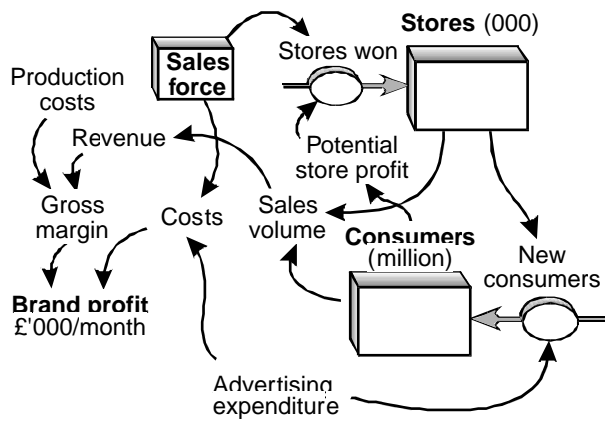 Stores (000)
Stores won
Sales
force
Production
costs
Revenue
Potential
store profit
Gross
margin
Costs
Sales
volume
Consumers
(million)
New
consumers
Brand profit
£'000/month
Advertising
expenditure